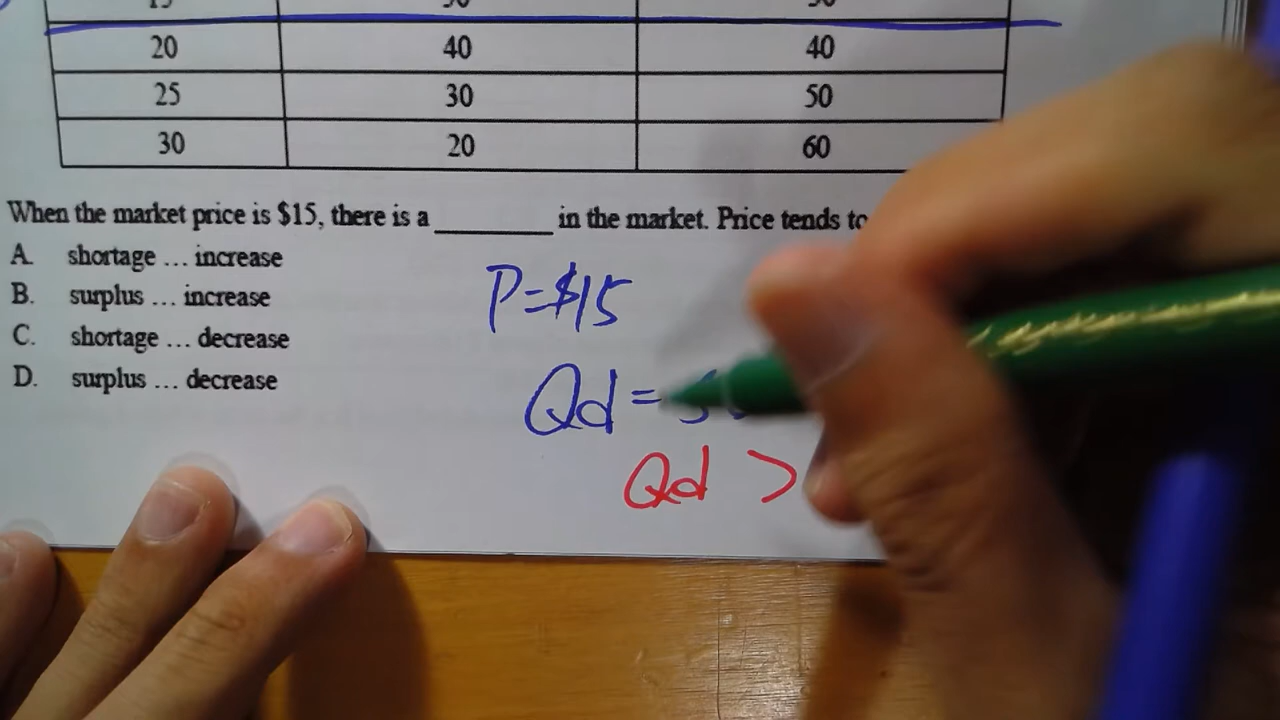 20 40 40
25 30 50
30 20 60
When the market price is $15, there is a ________ in the market. Price tends to
A. shortage ... increase
B. surplus ... increase
C. shortage ... decrease
D. surplus ... decrease
P=$15
Qd =
Qd >